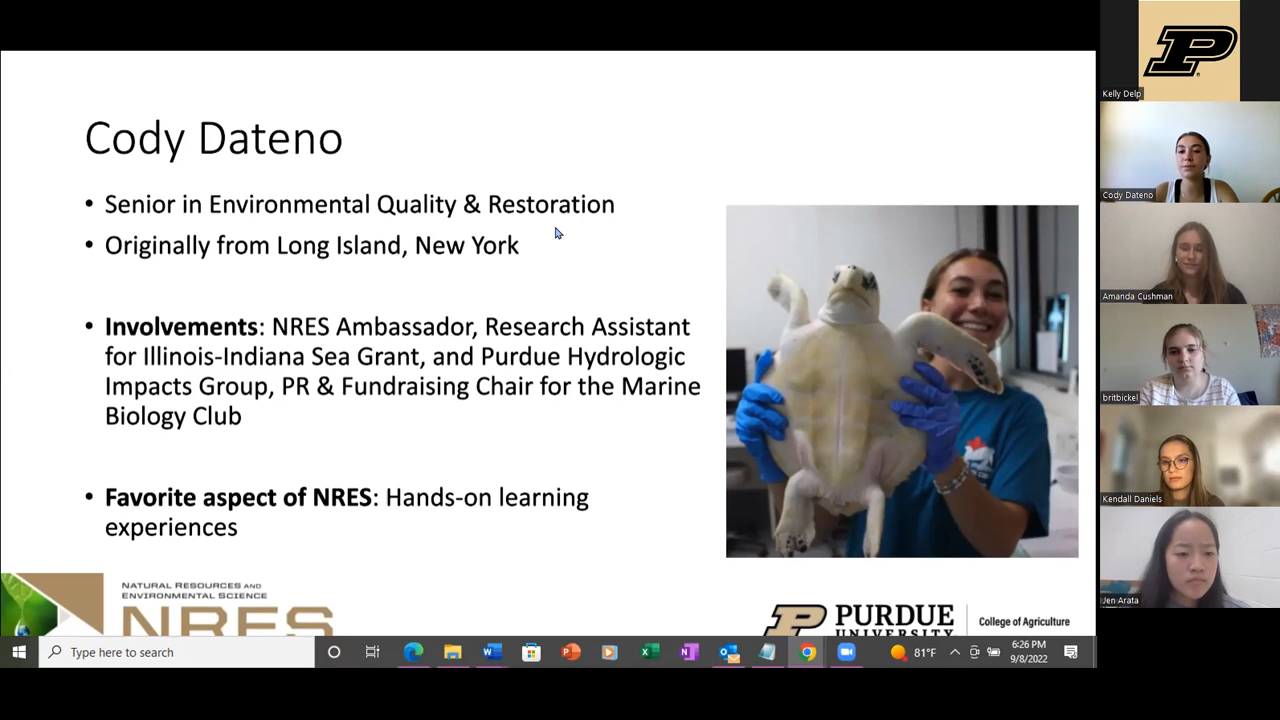 Cody Dateno
• Senior in Environmental Quality & Restoration
• Originally from Long Island, New York
• Involvements: NRES Ambassador, Research Assistant
for Illinois-Indiana Sea Grant, and Purdue Hydrologic
Impacts Group, PR & Fundraising Chair for the Marine
Biology Club
• Favorite aspect of NRES: Hands-on learning
experiences
NATURAL RESOURCES AND
ENVIRONMENTAL SCIENCE
NRES
P
PURDUE
UNIVERSITY
College of Agriculture
Type here to search
81°F
6:26 PM
9/8/2022
P
Kelly Delp
Cody Dateno
Amanda Cushman
britbickel
Kendall Daniels
Jen Arata